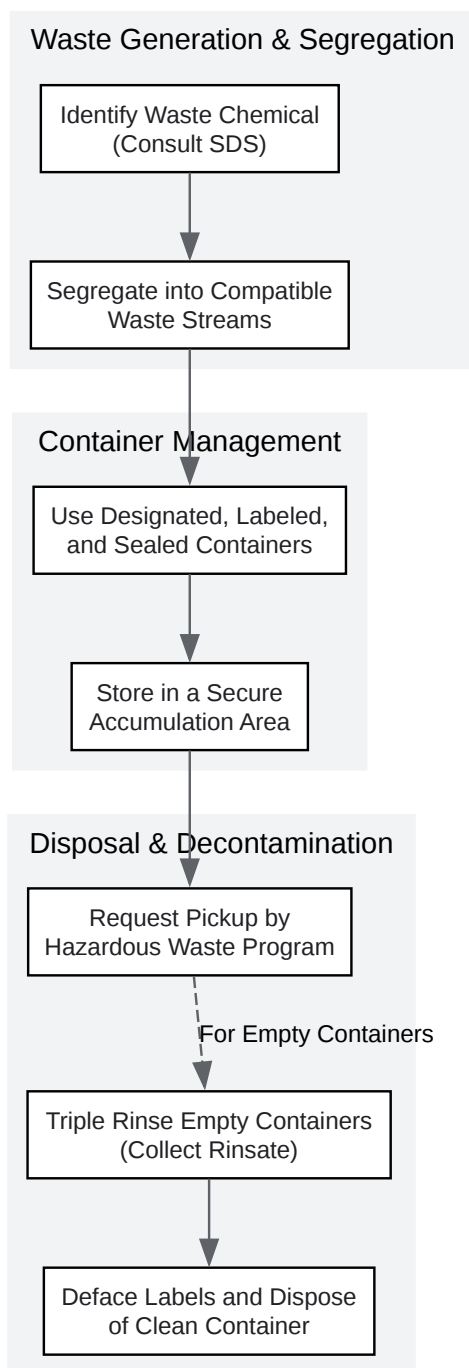 Waste Generation & Segregation
Identify Waste Chemical
(Consult SDS)
Segregate into Compatible
Waste Streams
Container Management
Use Designated, Labeled,
and Sealed Containers
Store in a Secure
Accumulation Area
Disposal & Decontamination
Request Pickup by
Hazardous Waste Program
For Empty Containers
Triple Rinse Empty Containers
(Collect Rinsate)
Deface Labels and Dispose
of Clean Container